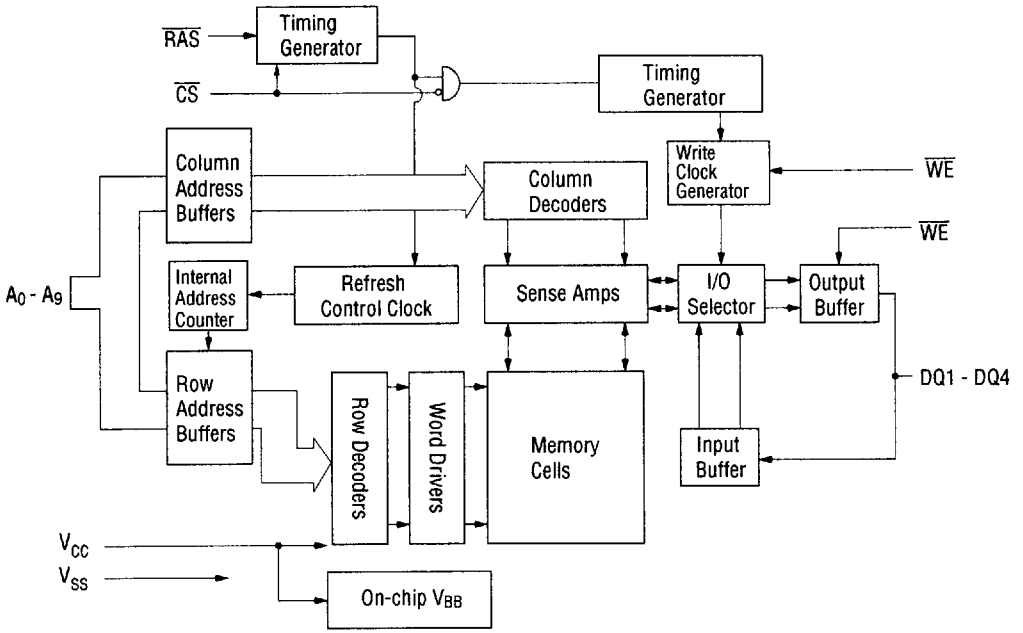 RAS
Timing
Generator
CS
Timing
Generator
Column
Address
Buffers
Column
Decoders
Write
Clock
Generator
WE
WE
A0 - A9
Internal
Address
Counter
Refresh
Control Clock
Sense Amps
I/O
Selector
Output
Buffer
Row
Address
Buffers
Row Decoders
Word Drivers
Memory
Cells
Input
Buffer
DQ1 - DQ4
VCC
VSS
On-chip VBB